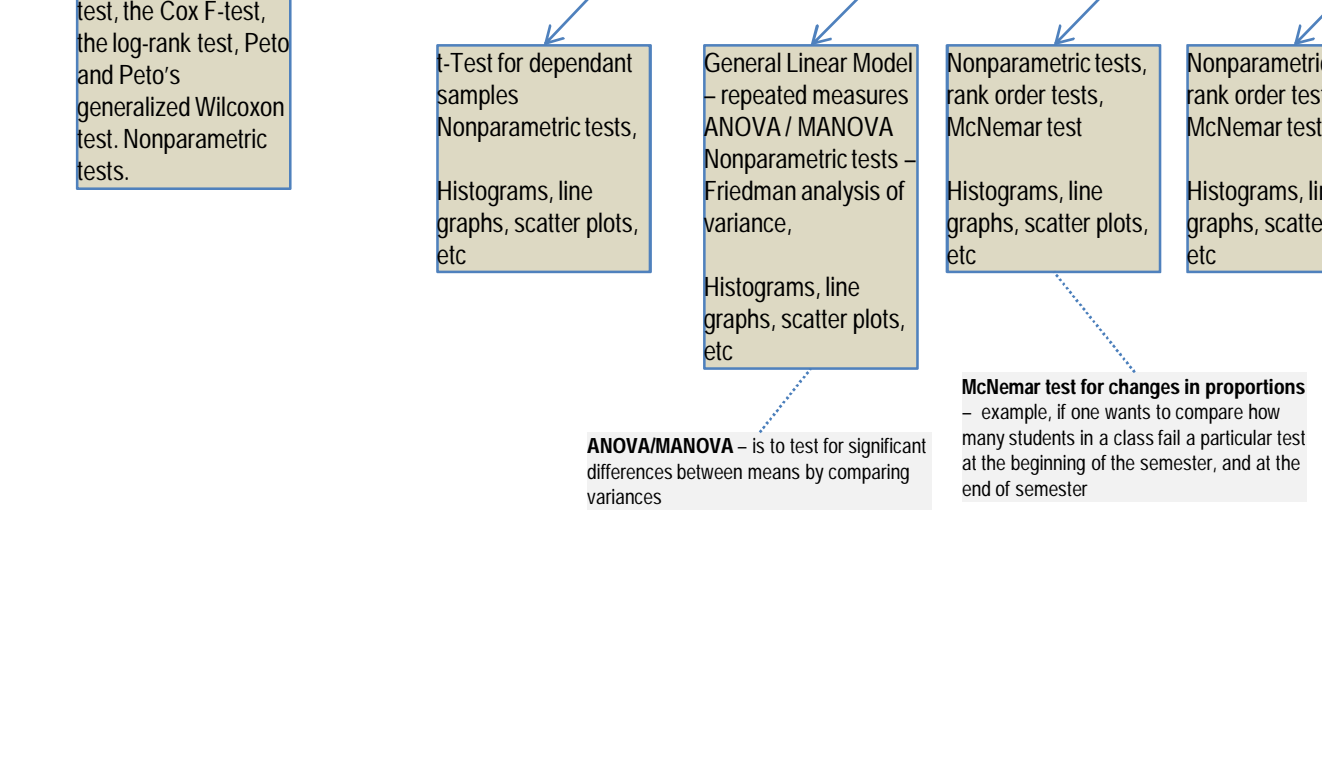 test, the Cox F-test,
the log-rank test, Peto
and Peto's
generalized Wilcoxon
test. Nonparametric
tests.
t-Test for dependant
samples
Nonparametric tests,
Histograms, line
graphs, scatter plots,
etc
General Linear Model
– repeated measures
ANOVA / MANOVA
Nonparametric tests –
Friedman analysis of
variance,
Histograms, line
graphs, scatter plots,
etc
Nonparametric tests,
rank order tests,
McNemar test
Histograms, line
graphs, scatter plots,
etc
rank order
McNemar test
Histograms,
graphs,
etc
ANOVA/MANOVA – is to test for significant
differences between means by comparing
variances
McNemar test for changes in proportions
– example, if one wants to compare how
many students in a class fail a particular test
at the beginning of the semester, and at the
end of semester